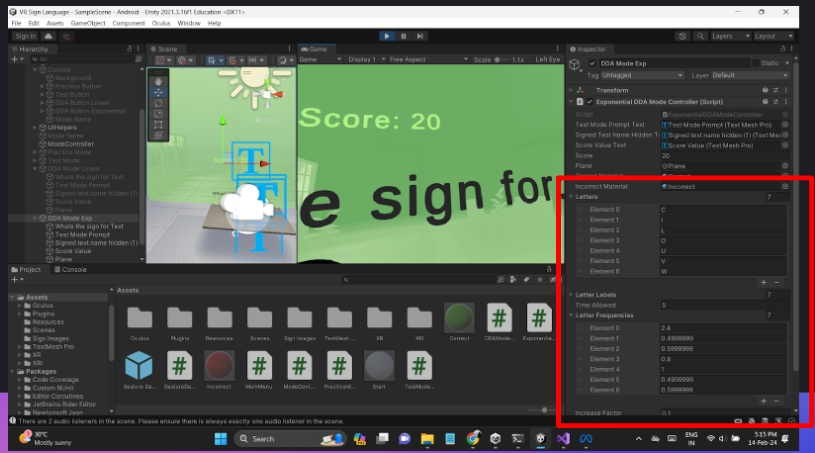 VR Sign Language - SampleScene - Android - Unity 2021.3.16f1 Education <DX11>
File Edit Assets GameObject Component Oculus Window Help
Sign in
Layers
Layout
Hierarchy
Canvas
Background
Practice Button
Test Button
DDA Button Linear
DDA Button Exponential
Mode Name
UIHelpers
Mode Name
ModeController
Practice Mode
Test Mode
DDA Mode Linear
Whats the sign for Text
Test Mode Prompt
Signed text name hidden (1)
Score Value
Plane
DDA Mode Exp
Whats the sign for Text
Test Mode Prompt
Signed text name hidden (1)
Score Value
Plane
Scene
Game
Game Display 1 Free Aspect Scale 1.1x Left Eye
Score: 20
e sign for
Inspector
DDA Mode Exp Static
Tag Untagged Layer Default
Transform
Exponential DDA Mode Controller (Script)
Script ExponentialDDAModeController
Test Mode Prompt Text Test Mode Prompt (Text Mesh Pro)
Signed Test Name Hidden T Signed text name hidden (1) (Text Mes
Score Value Text Score Value (Text Mesh Pro)
Score 20
Plane Plane
Correct Material Correct
Incorrect Material Incorrect
Letters 7
Element 0 C
Element 1 I
Element 2 L
Element 3 O
Element 4 U
Element 5 V
Element 6 W
Letter Labels 7
Time Allowed 5
Letter Frequencies 7
Element 0 2.4
Element 1 0.4999999
Element 2 0.5999999
Element 3 0.8
Element 4 1
Element 5 0.4999999
Element 6 0.5999999
Increase Factor 0.1
Project
Console
Assets
Oculus
Plugins
Resources
Scenes
Sign Images
TextMesh Pro
XR
XRI
Packages
Code Coverage
Custom NUnit
Editor Coroutines
JetBrains Rider Editor
Newtonsoft Json
Assets
Oculus Plugins Resources Scenes Sign Images TextMesh ... XR XRI Correct DDAMode... Exponentia...
Gesture De... GestureDe... Incorrect MainMenu ModeCont... PracticeM... Start TestMode...
There are 2 audio listeners in the scene. Please ensure there is always exactly one audio listener in the scene.
30°C
Mostly sunny
Search
ENG
IN
5:15 PM
14-Feb-24